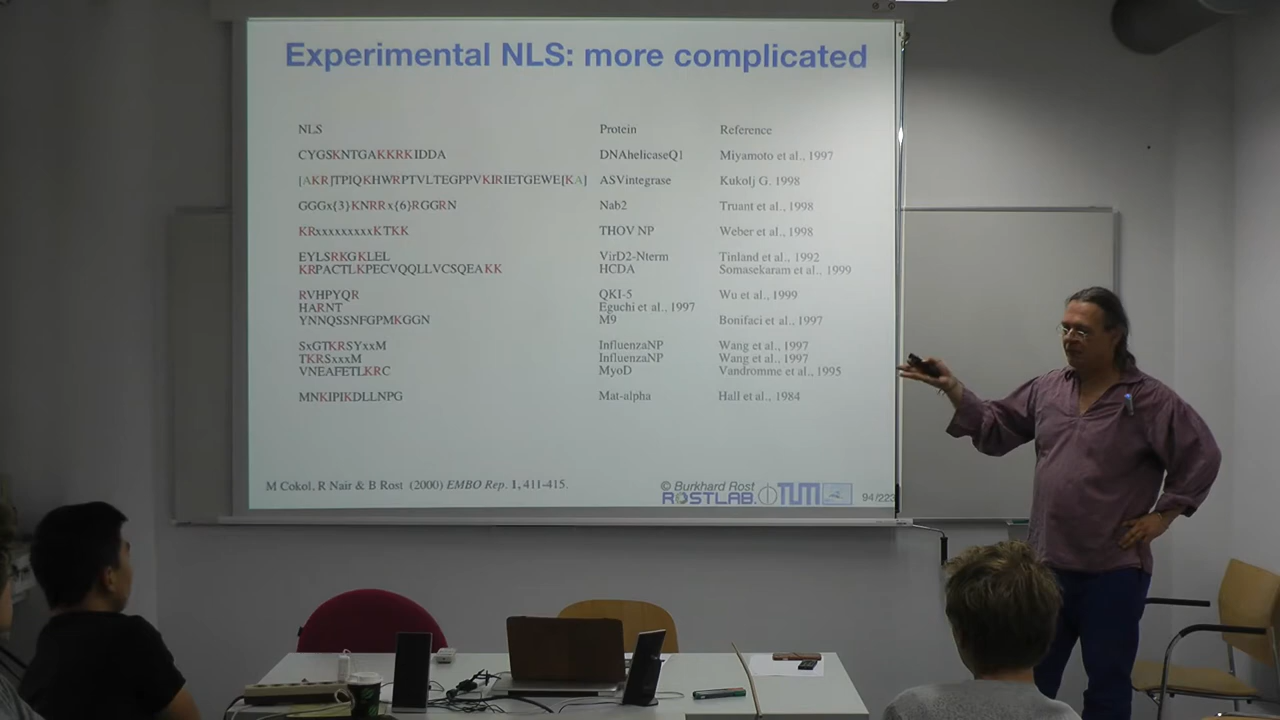 Experimental NLS: more complicated
NLS Protein Reference
CYGSKNTGAKKRKIDDA DNAhelicaseQ1 Miyamoto et al., 1997
[AKR]TPIQKHWRPTVLTEGPPVKIRIETGEWE[KA] ASVintegrase Kukolj G. 1998
GGGx{3}KNRRx{6}RGGRN Nab2 Truant et al., 1998
KRxxxxxxxxxKTKK THOV NP Weber et al., 1998
EYLSRKGKLEL VirD2-Nterm Tinland et al., 1992
KRPACTLKPECVQQLLVCSQEAKK HCDA Somasekaram et al., 1999
RVHPYQR QKI-5 Wu et al., 1999
HARNT Eguchi et al., 1997
YNNQSSNFGPMKGGN M9 Bonifaci et al., 1997
SxGTKRSYxxM InfluenzaNP Wang et al., 1997
TKRSxxxM InfluenzaNP Wang et al., 1997
VNEAFETLKRC MyoD Vandromme et al., 1995
MNKIPIKDLLNPG Mat-alpha Hall et al., 1984
M Cokol, R Nair & B Rost (2000) EMBO Rep. 1, 411-415.
© Burkhard Rost
ROSTLAB. TUM 94/223